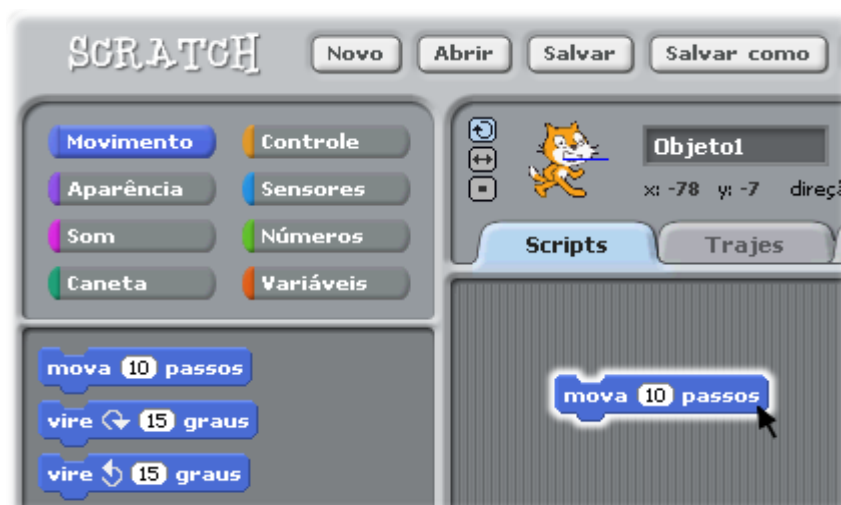 SCRATCH
Novo Abrir Salvar Salvar como
Movimento Controle
Aparência Sensores
Som Números
Caneta Variáveis
Objeto1
x: -78 y: -7 direçã
Scripts Trajes
mova 10 passos
vire 15 graus
vire 15 graus
mova 10 passos